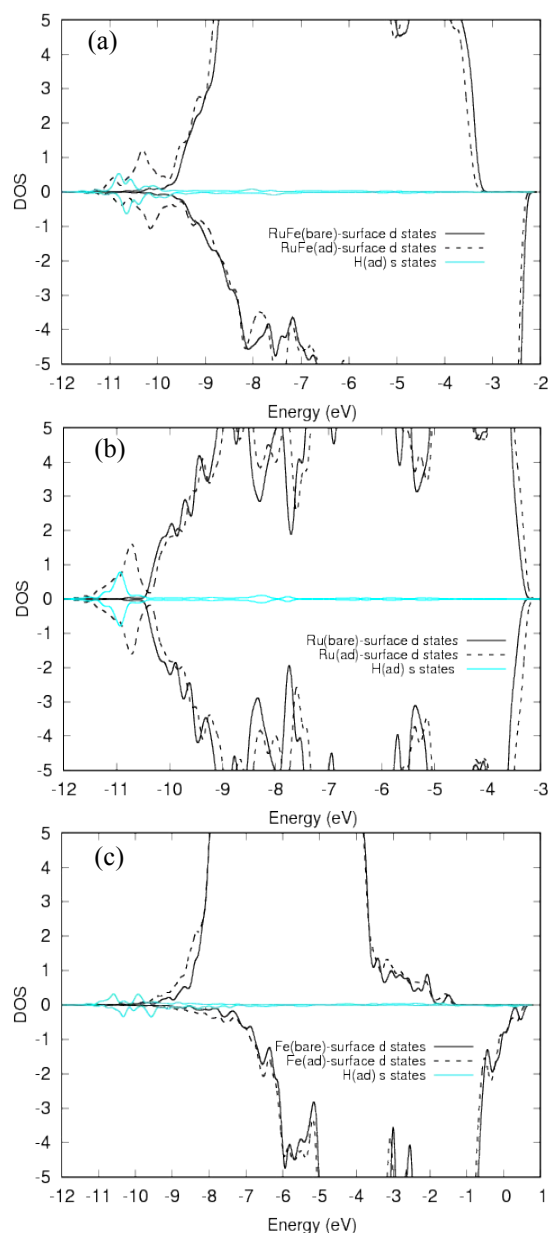 (a)
5
4
3
2
1
0
-1
-2
-3
-4
-5
DOS
RuFe(bare)-surface d states
RuFe(ad)-surface d states
H(ad) s states
-12 -11 -10 -9 -8 -7 -6 -5 -4 -3 -2
Energy (eV)
(b)
5
4
3
2
1
0
-1
-2
-3
-4
-5
DOS
Ru(bare)-surface d states
Ru(ad)-surface d states
H(ad) s states
-12 -11 -10 -9 -8 -7 -6 -5 -4 -3
Energy (eV)
(c)
5
4
3
2
1
0
-1
-2
-3
-4
-5
DOS
Fe(bare)-surface d states
Fe(ad)-surface d states
H(ad) s states
-12 -11 -10 -9 -8 -7 -6 -5 -4 -3 -2 -1 0 1
Energy (eV)